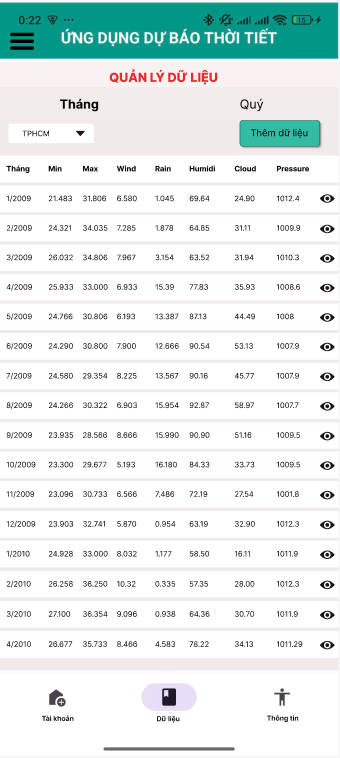 0:22 15
ỨNG DỤNG DỰ BÁO THỜI TIẾT
QUẢN LÝ DỮ LIỆU
Tháng Quý
TPHCM Thêm dữ liệu
Tháng Min Max Wind Rain Humidi Cloud Pressure
1/2009 21.483 31.806 6.580 1.045 69.64 24.90 1012.4
2/2009 24.321 34.035 7.285 1.878 64.85 31.11 1009.9
3/2009 26.032 34.806 7.967 3.154 63.52 31.94 1010.3
4/2009 25.933 33.000 6.933 15.39 77.83 35.93 1008.6
5/2009 24.766 30.806 6.193 13.387 87.13 44.49 1008
6/2009 24.290 30.800 7.900 12.666 90.54 53.13 1007.9
7/2009 24.580 29.354 8.225 13.567 90.16 45.77 1007.9
8/2009 24.266 30.322 6.903 15.954 92.87 58.97 1007.7
9/2009 23.935 28.566 8.666 15.990 90.90 51.16 1009.5
10/2009 23.300 29.677 5.193 16.180 84.33 33.73 1009.5
11/2009 23.096 30.733 6.566 7.486 72.19 27.54 1001.8
12/2009 23.903 32.741 5.870 0.954 63.19 32.90 1012.3
1/2010 24.928 33.000 8.032 1.177 58.50 16.11 1011.9
2/2010 26.258 36.250 10.32 0.335 57.35 28.00 1012.3
3/2010 27.100 36.354 9.096 0.938 64.36 30.70 1011.9
4/2010 26.677 35.733 8.466 4.583 78.22 34.13 1011.29
Tài khoản Dữ liệu Thông tin